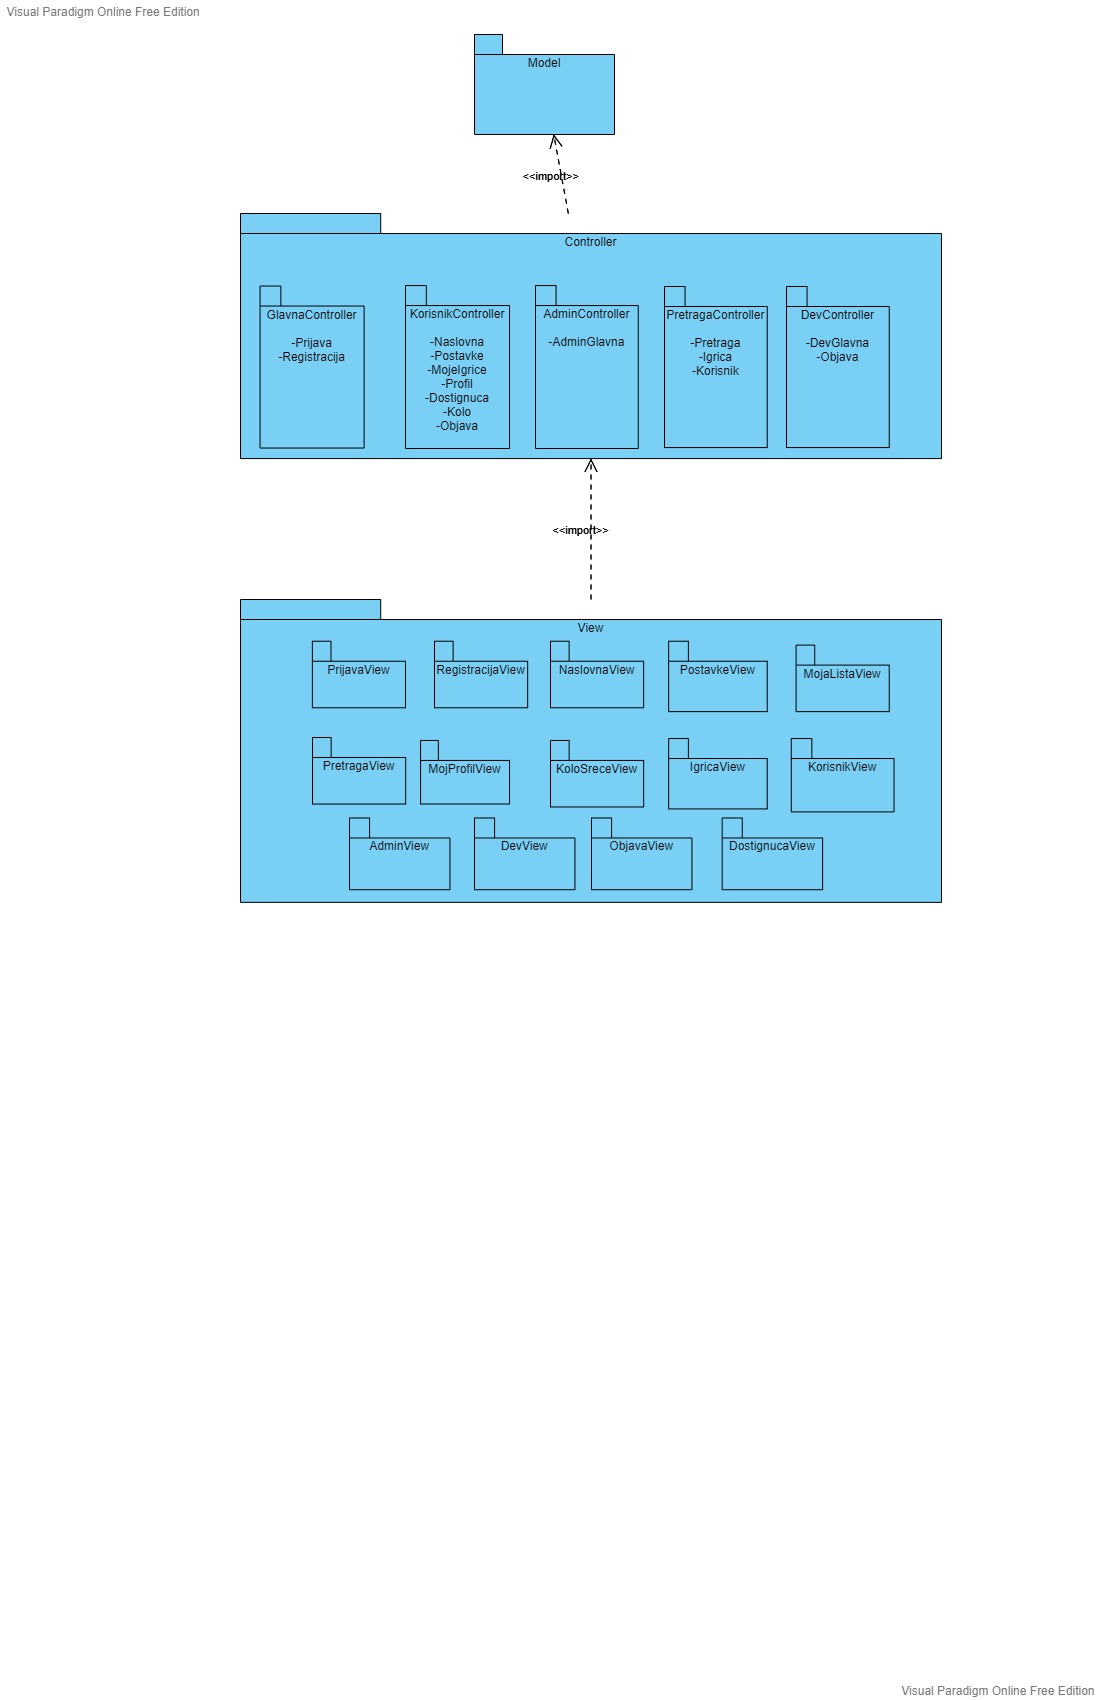 Visual Paradigm Online Free Edition
Model
<<import>>
Controller
GlavnaController
-Prijava
-Registracija
KorisnikController
-Naslovna
-Postavke
-MojeIgrice
-Profil
-Dostignuca
-Kolo
-Objava
AdminController
-AdminGlavna
PretragaController
-Pretraga
-Igrica
-Korisnik
DevController
-DevGlavna
-Objava
<<import>>
View
PrijavaView
RegistracijaView
NaslovnaView
PostavkeView
MojaListaView
PretragaView
MojProfilView
KoloSreceView
IgricaView
KorisnikView
AdminView
DevView
ObjavaView
DostignucaView
Visual Paradigm Online Free Edition